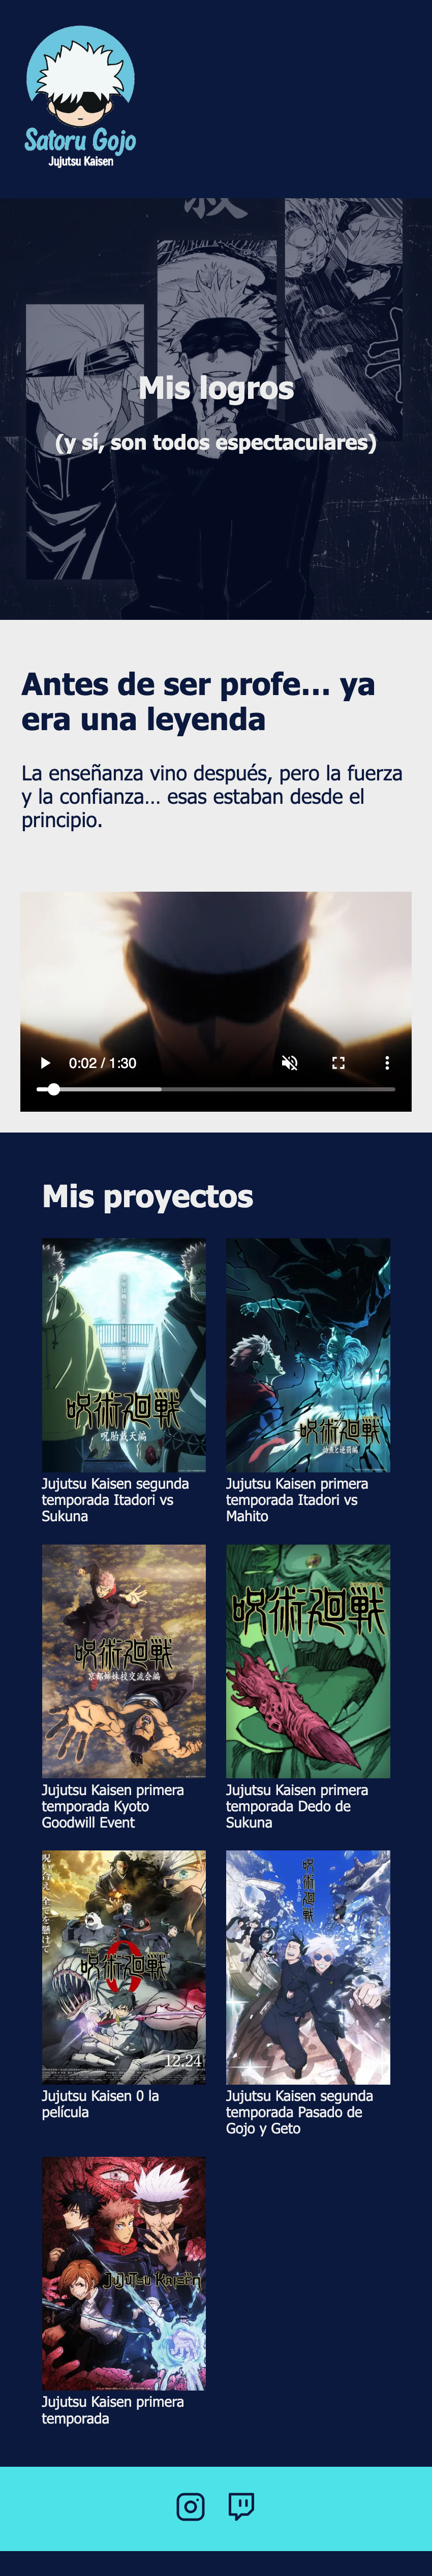 Satoru Gojo
Jujutsu Kaisen
Mis logros
(y sí, son todos espectaculares)
Antes de ser profe... ya
era una leyenda
La enseñanza vino después, pero la fuerza
y la confianza... esas estaban desde el
principio.
0:02 / 1:30
Mis proyectos
呪術廻戦
呪胎戴天編
呪術廻戦
Jujutsu Kaisen segunda
temporada Itadori vs
Sukuna
Jujutsu Kaisen primera
temporada Itadori vs
Mahito
呪術廻戦
京都姉妹校交流会編
呪術廻戦
Jujutsu Kaisen primera
temporada Kyoto
Goodwill Event
Jujutsu Kaisen primera
temporada Dedo de
Sukuna
呪術廻戦
0
12.24
呪術廻戦
Jujutsu Kaisen 0 la
película
Jujutsu Kaisen segunda
temporada Pasado de
Gojo y Geto
JUJUTSU KAISEN
Jujutsu Kaisen primera
temporada